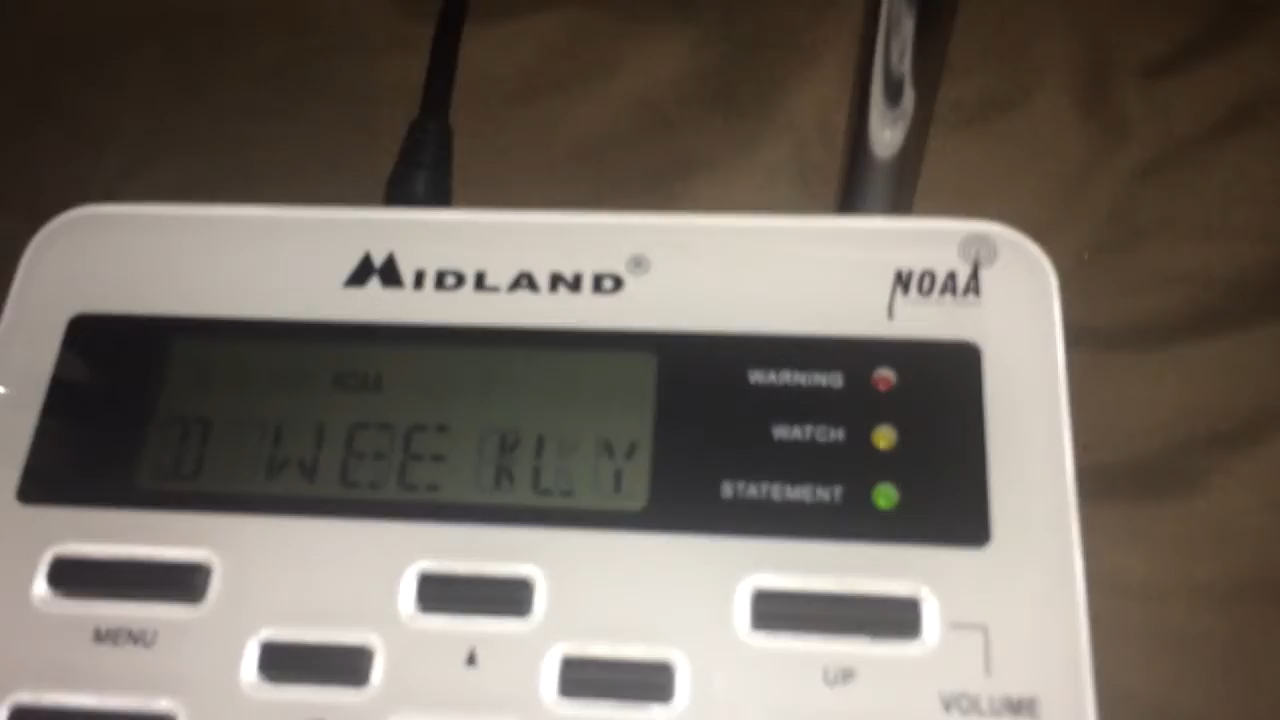 MIDLAND®
NOAA
NOAA
D WEEKLY
WARNING
WATCH
STATEMENT
MENU
UP
VOLUME